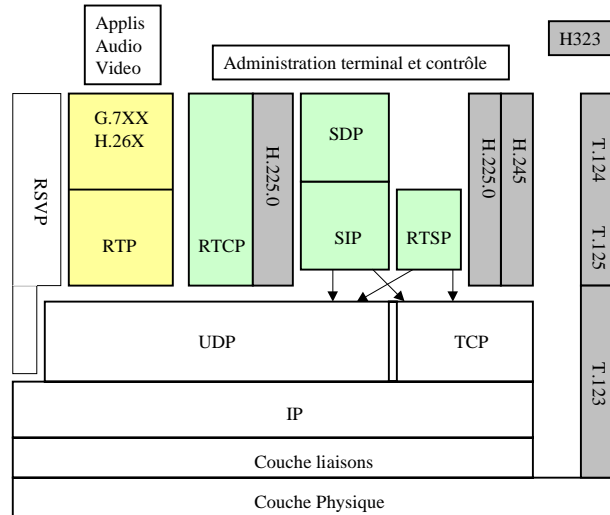 Applis
Audio
Video
H323
Administration terminal et contrôle
RSVP
G.7XX
H.26X
RTP
RTCP
H.225.0
SDP
SIP
RTSP
H.225.0
H.245
T.124
T.125
UDP
TCP
T.123
IP
Couche liaisons
Couche Physique